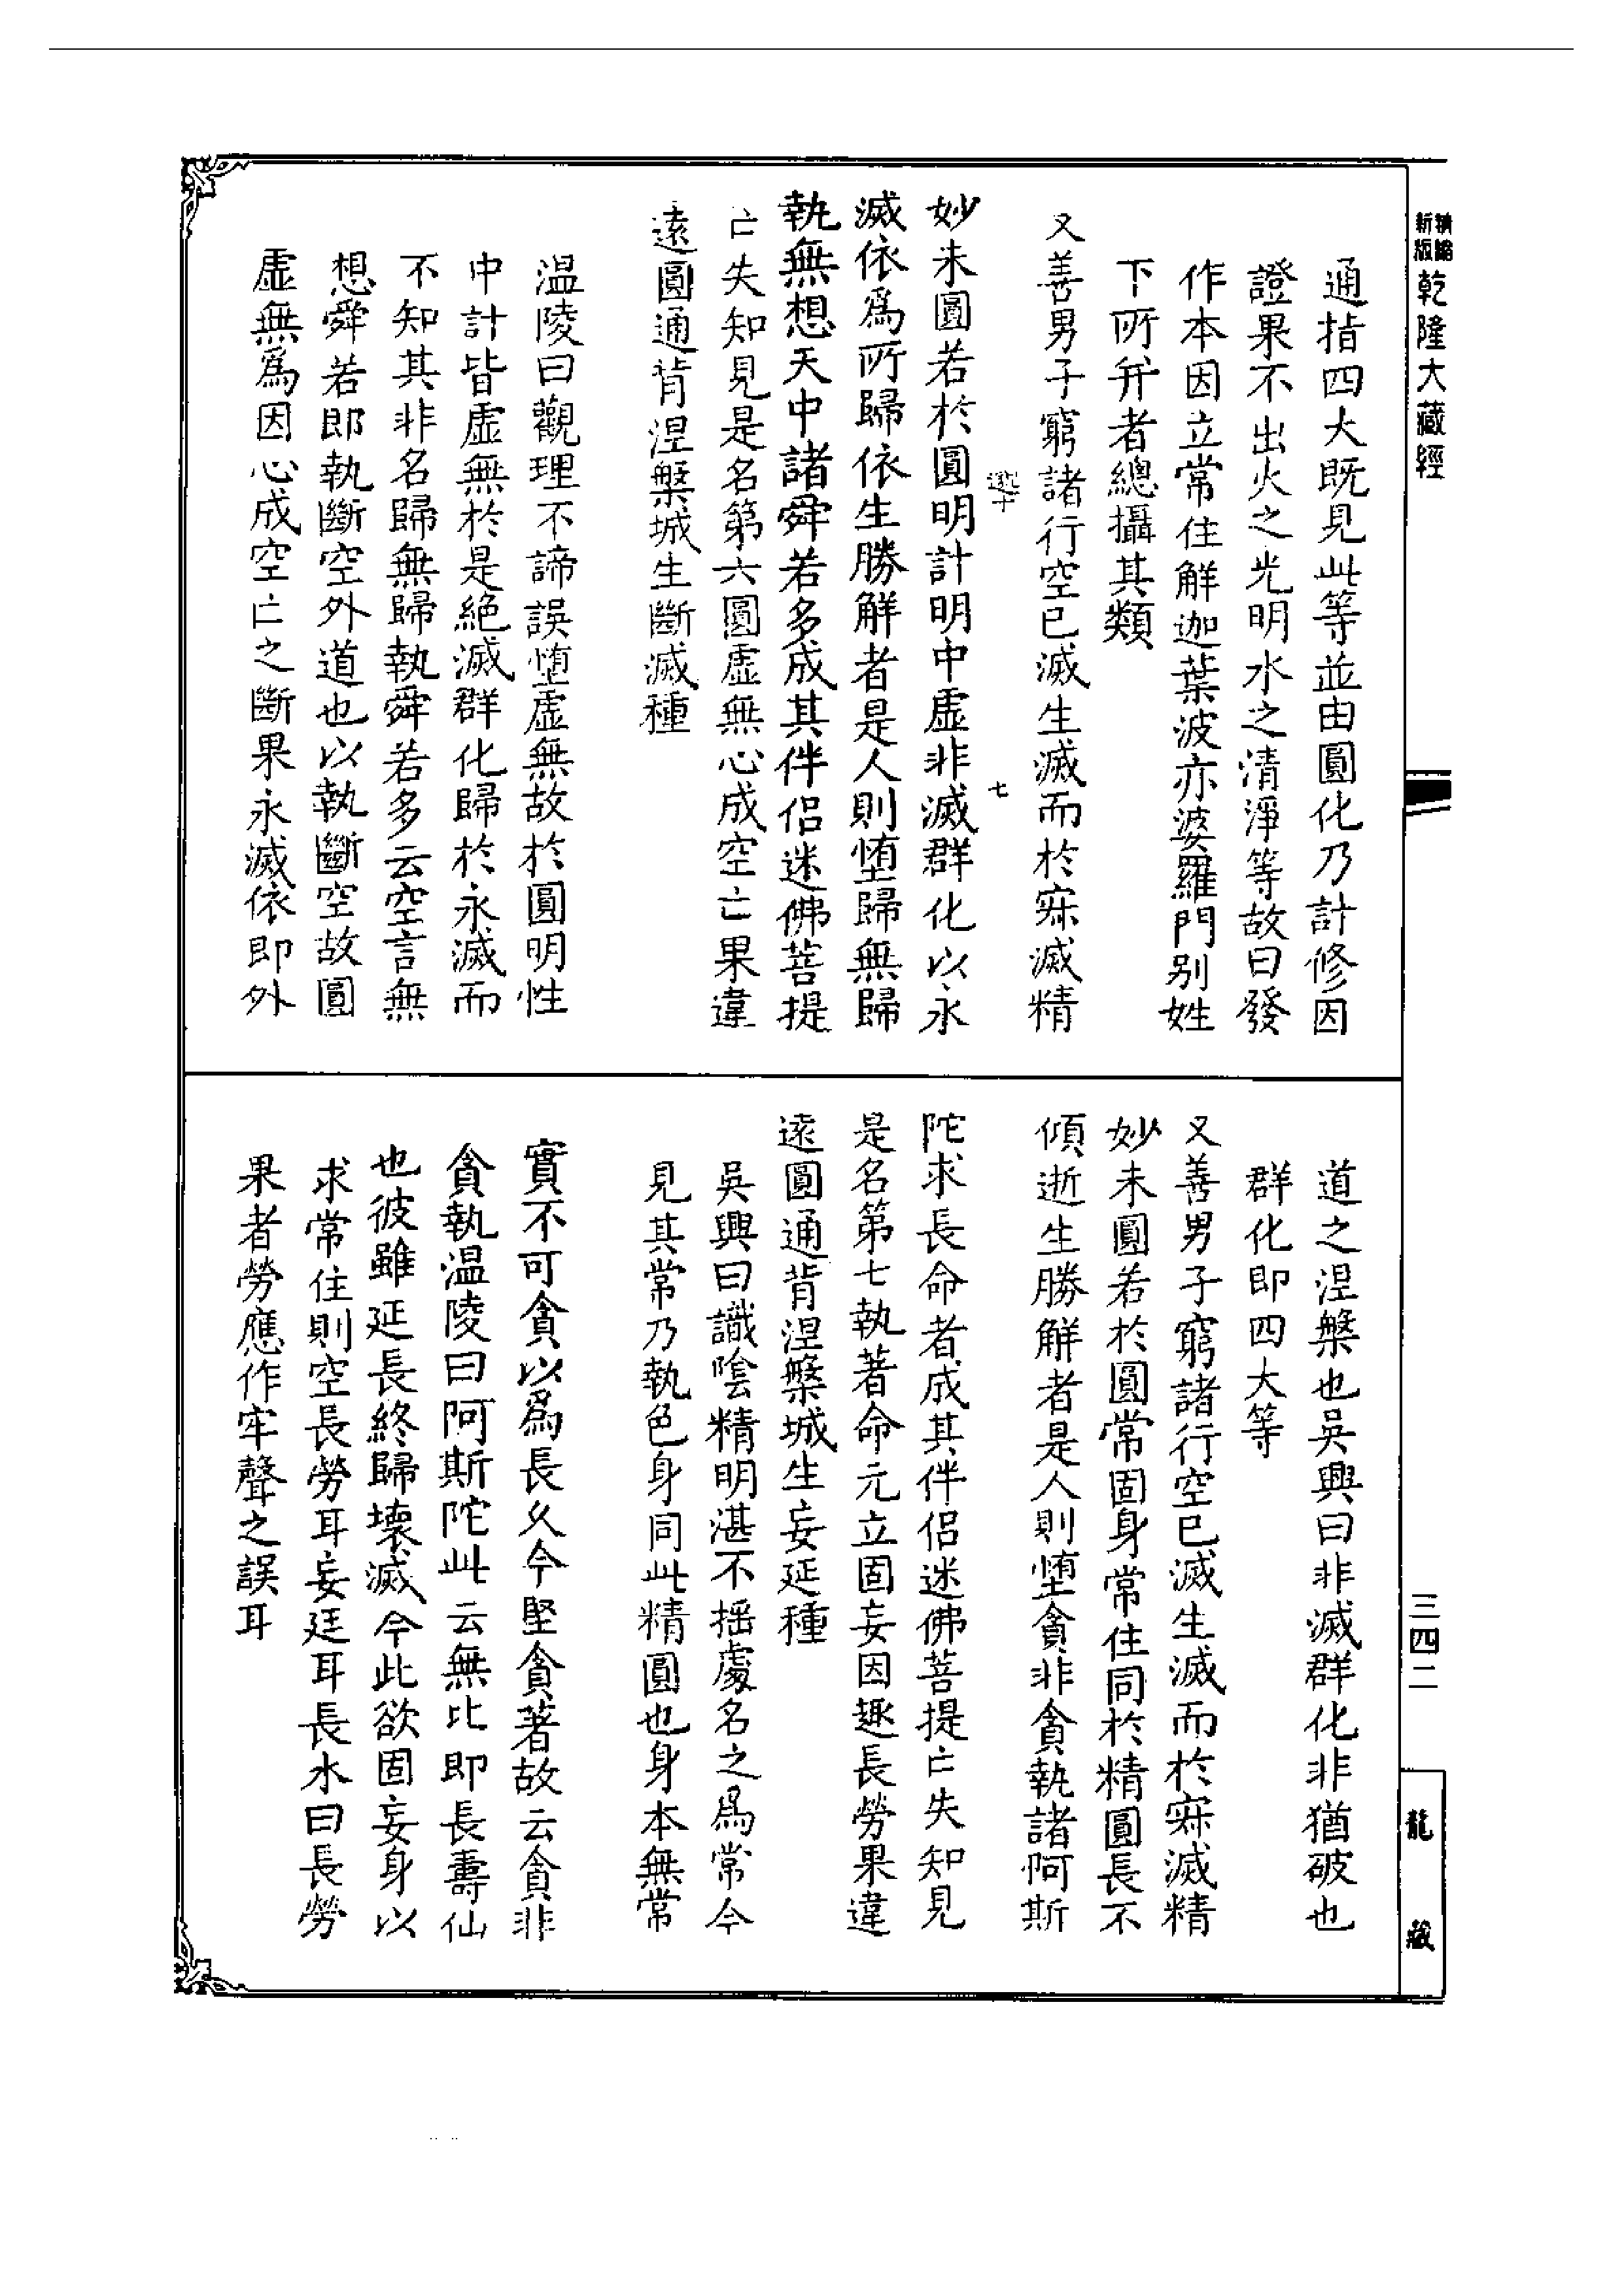 精縮新版
乾隆大藏經
通指四大既見此等並由圓化乃計修因
證果不出火之光明水之清淨等故曰發
作本因立常住解迦葉波亦婆羅門別姓
下所并者總攝其類
又善男子窮諸行空已滅生滅而於寂滅精
十
七
妙未圓若於圓明計明中虛非滅群化以永
滅依爲所歸依生勝解者是人則墮歸無歸
執無想天中諸舜若多成其伴侶迷佛菩提
亡失知見是名第六圓虛無心成空亡果違
遠圓通背涅槃城生斷滅種
温陵曰觀理不諦誤墮虛無故於圓明性
中計皆虛無於是絶滅群化歸於永滅而
不知其非名歸無歸執舜若多云空言無
想舜若即執斷空外道也以執斷空故圓
虛無爲因心成空亡之斷果永滅依即外
道之涅槃也吳興曰非滅群化非猶破也
群化即四大等
又善男子窮諸行空已滅生滅而於寂滅精
妙未圓若於圓常固身常住同於精圓長不
傾逝生勝解者是人則墮貪非貪執諸阿斯
陀求長命者成其伴侶迷佛菩提亡失知見
是名第七執著命元立固妄因趣長勞果違
遠圓通背涅槃城生妄延種
吳興曰識陰精明湛不摇處名之爲常今
見其常乃執色身同此精圓也身本無常
實不可貪以爲長久今堅貪著故云貪非
貪執温陵曰阿斯陀此云無比即長壽仙
也彼雖延長終歸壞滅今此欲固妄身以
求常住則空長勞耳妄廷耳長水曰長勞
果者勞應作牢聲之誤耳
三四二
龍藏